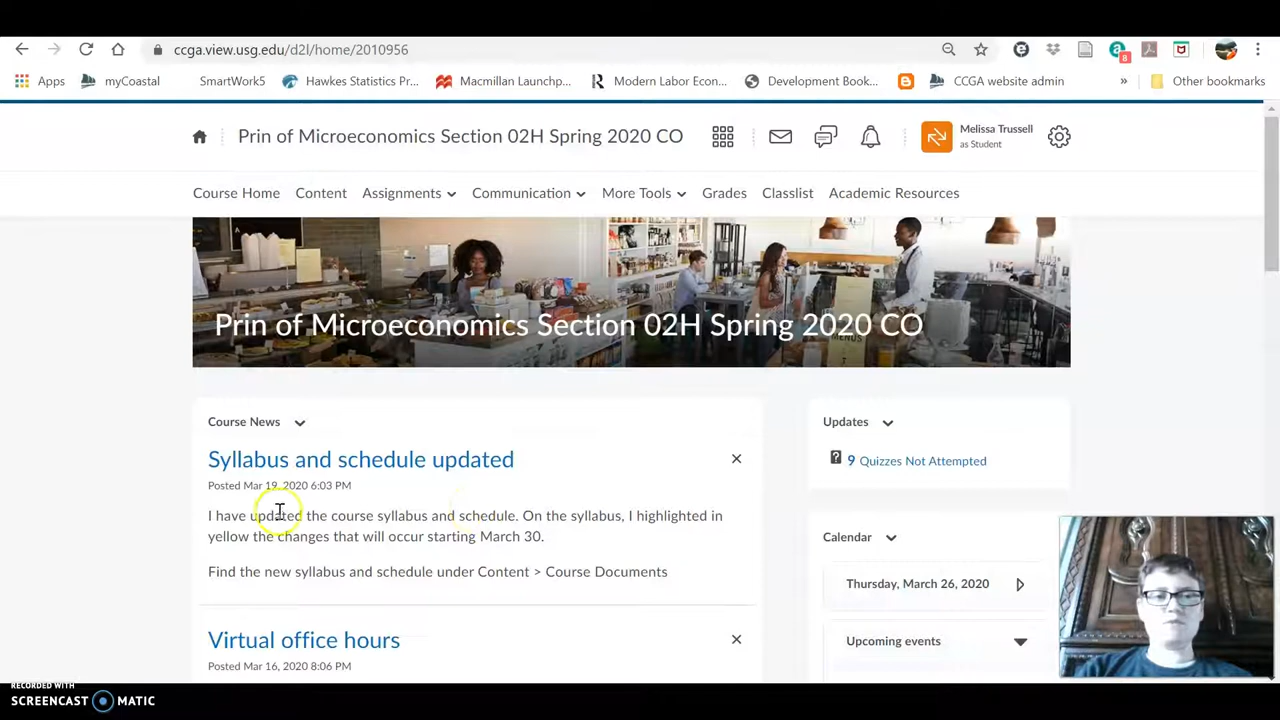 ccga.view.usg.edu/d2l/home/2010956
8
Apps myCoastal SmartWork5 Hawkes Statistics Pr... Macmillan Launchp... Modern Labor Econ... Development Book... CCGA website admin » Other bookmarks
Prin of Microeconomics Section 02H Spring 2020 CO
Melissa Trussell
as Student
Course Home Content Assignments Communication More Tools Grades Classlist Academic Resources
MENUS
Prin of Microeconomics Section 02H Spring 2020 CO
Course News
Syllabus and schedule updated
Posted Mar 19, 2020 6:03 PM
I have updated the course syllabus and schedule. On the syllabus, I highlighted in
yellow the changes that will occur starting March 30.
Find the new syllabus and schedule under Content > Course Documents
Virtual office hours
Posted Mar 16, 2020 8:06 PM
Updates
9 Quizzes Not Attempted
Calendar
Thursday, March 26, 2020
Upcoming events
RECORDED WITH
SCREENCAST MATIC